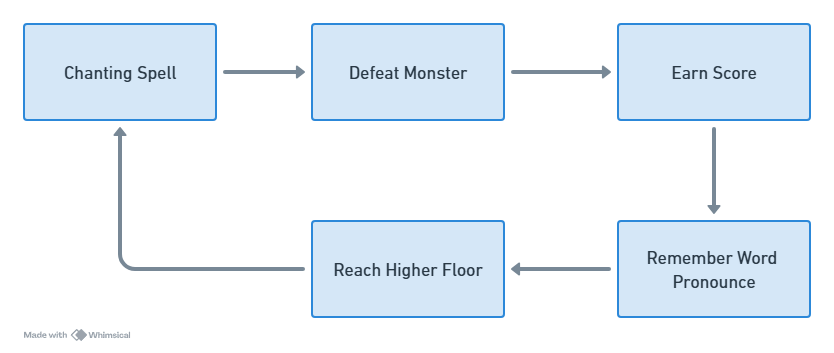 Chanting Spell
Defeat Monster
Earn Score
Remember Word
Pronounce
Reach Higher Floor
Made with Whimsical